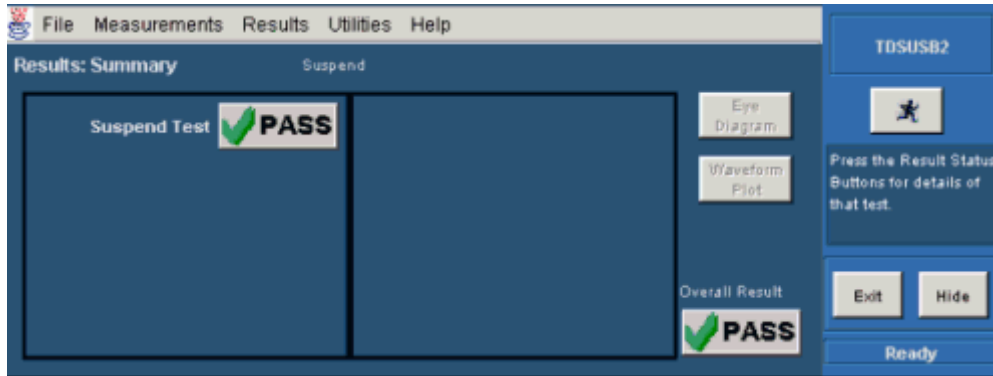 File Measurements Results Utilities Help
TDSUSB2
Results: Summary Suspend
Suspend Test PASS
Eye
Diagram
Waveform
Plot
Press the Result Status
Buttons for details of
that test.
Overall Result
PASS
Exit Hide
Ready